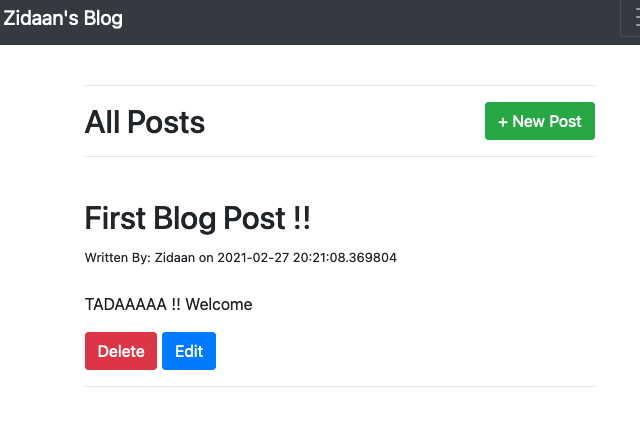 Zidaan's Blog
All Posts
+ New Post
First Blog Post !!
Written By: Zidaan on 2021-02-27 20:21:08.369804
TADAAAAA !! Welcome
Delete Edit